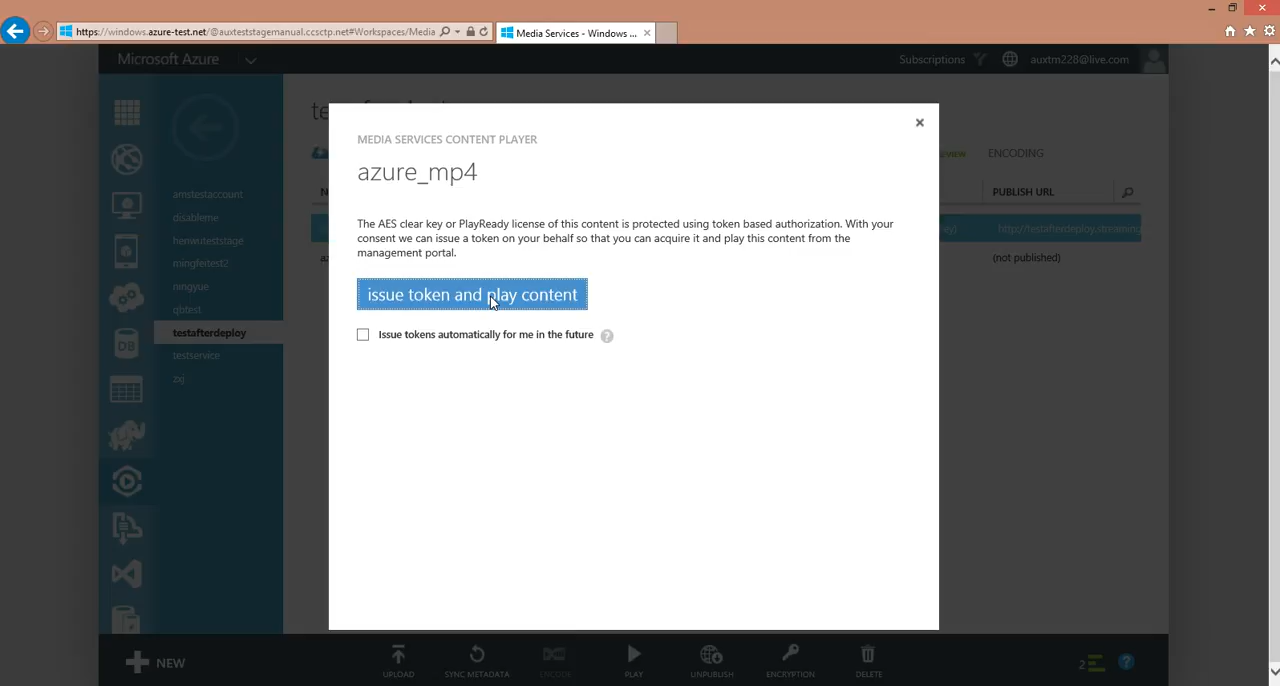 https://windows.azure-test.net/@auxteststagemanual.ccsctp.net#Workspaces/Media
Media Services - Windows ...
Microsoft Azure
Subscriptions
auxtm228@live.com
MEDIA SERVICES CONTENT PLAYER
azure_mp4
ENCODING
PUBLISH URL
amstestaccount
disableme
henwuteststage
mingfeitest2
ningyue
qbtest
testafterdeploy
testservice
zxj
The AES clear key or PlayReady license of this content is protected using token based authorization. With your
consent we can issue a token on your behalf so that you can acquire it and play this content from the
management portal.
http://testafterdeploy.streaming
(not published)
issue token and play content
Issue tokens automatically for me in the future ?
DB
NEW
UPLOAD
SYNC METADATA
ENCODE
PLAY
UNPUBLISH
ENCRYPTION
DELETE
2
?